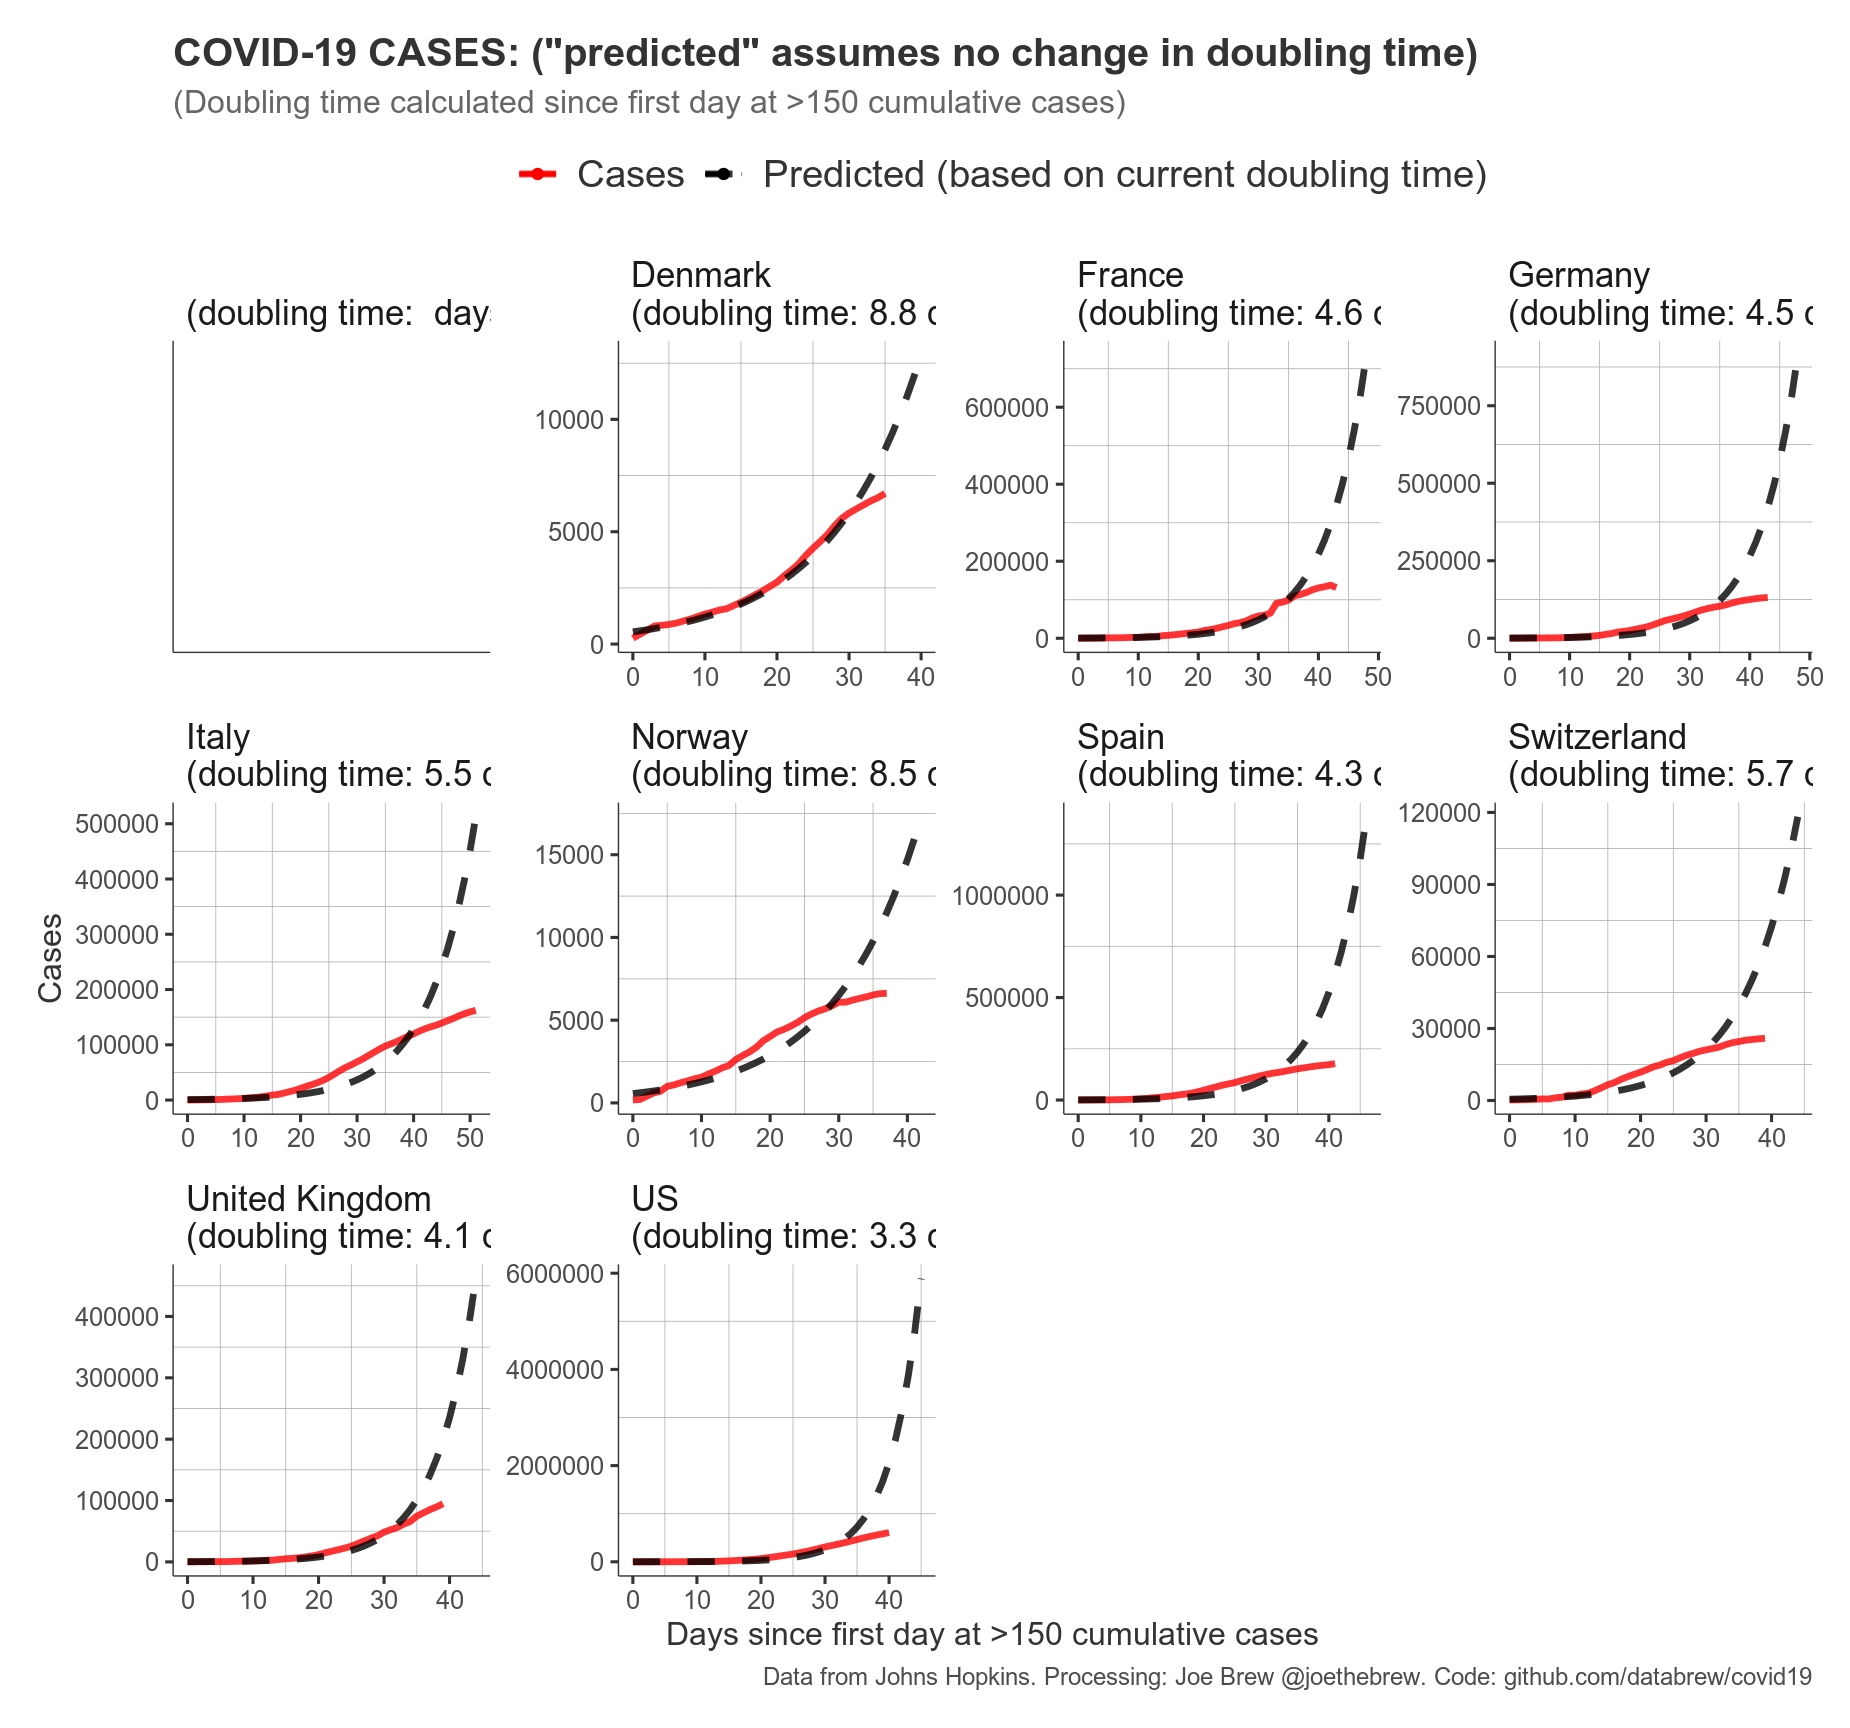 COVID-19 CASES: ("predicted" assumes no change in doubling time)
(Doubling time calculated since first day at >150 cumulative cases)
Cases
Predicted (based on current doubling time)
(doubling time:  days
Denmark
(doubling time: 8.8 d
France
(doubling time: 4.6 d
Germany
(doubling time: 4.5 d
10000
5000
0
0 10 20 30 40
600000
400000
200000
0
0 10 20 30 40 50
750000
500000
250000
0
0 10 20 30 40 50
Cases
Italy
(doubling time: 5.5 d
500000
400000
300000
200000
100000
0
0 10 20 30 40 50
Norway
(doubling time: 8.5 d
15000
10000
5000
0
0 10 20 30 40
Spain
(doubling time: 4.3 d
1000000
500000
0
0 10 20 30 40
Switzerland
(doubling time: 5.7 d
120000
90000
60000
30000
0
0 10 20 30 40
United Kingdom
(doubling time: 4.1 d
400000
300000
200000
100000
0
0 10 20 30 40
US
(doubling time: 3.3 d
6000000
4000000
2000000
0
0 10 20 30 40
Days since first day at >150 cumulative cases
Data from Johns Hopkins. Processing: Joe Brew @joethebrew. Code: github.com/databrew/covid19